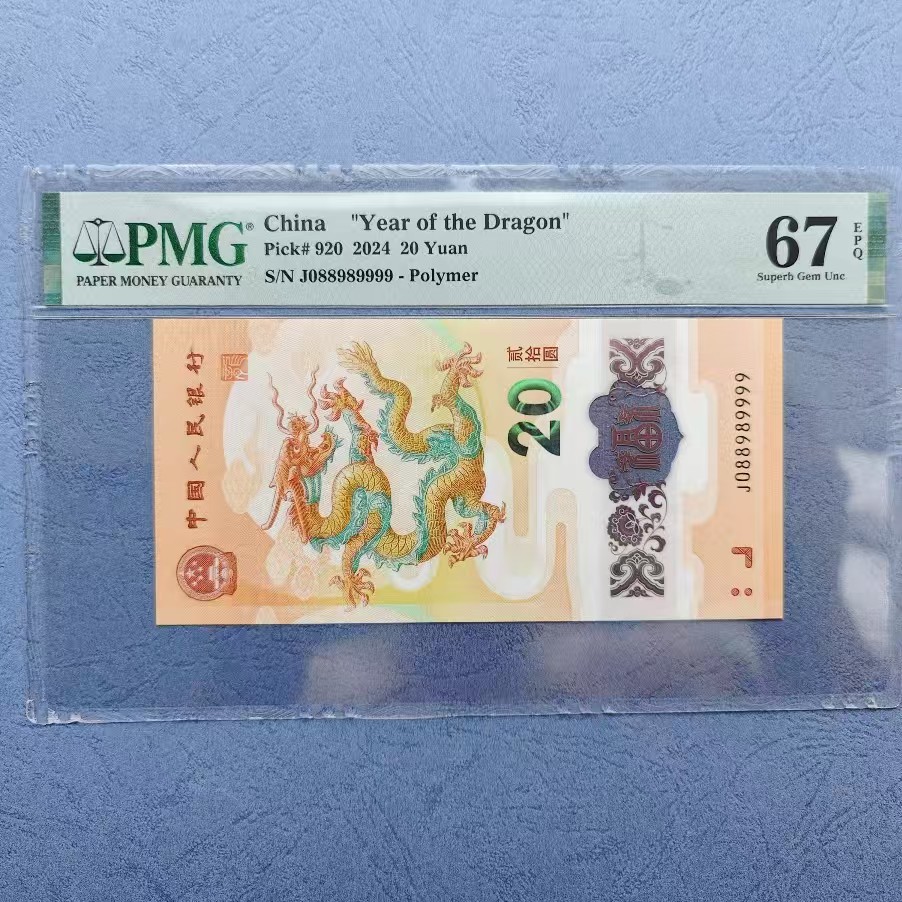 PMG®
PAPER MONEY GUARANTY
China "Year of the Dragon"
Pick# 920 2024 20 Yuan
S/N J088989999 - Polymer
67
EPQ
Superb Gem Unc
中国人民银行
贰拾圆
20
J088989999